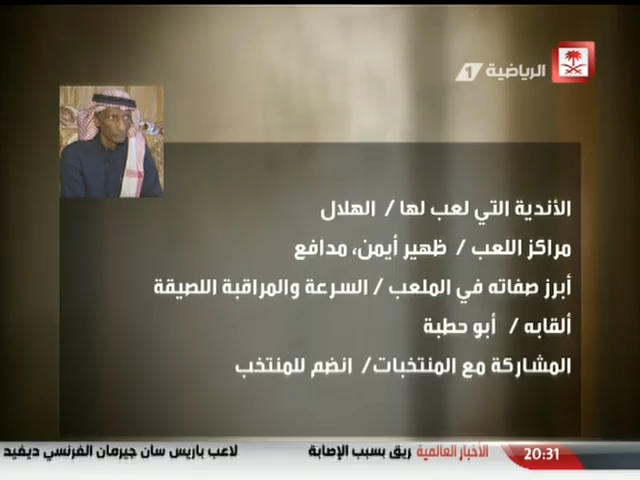 الرياضية 1
الأندية التي لعب لها / الهلال
مراكز اللعب / ظهير أيمن، مدافع
أبرز صفاته في الملعب / السرعة والمراقبة اللصيقة
ألقابه / أبو حطبة
المشاركة مع المنتخبات/ انضم للمنتخب
20:31 الأخبار العالمية ريق بسبب الإصابة لاعب باريس سان جيرمان الفرنسي ديفيد